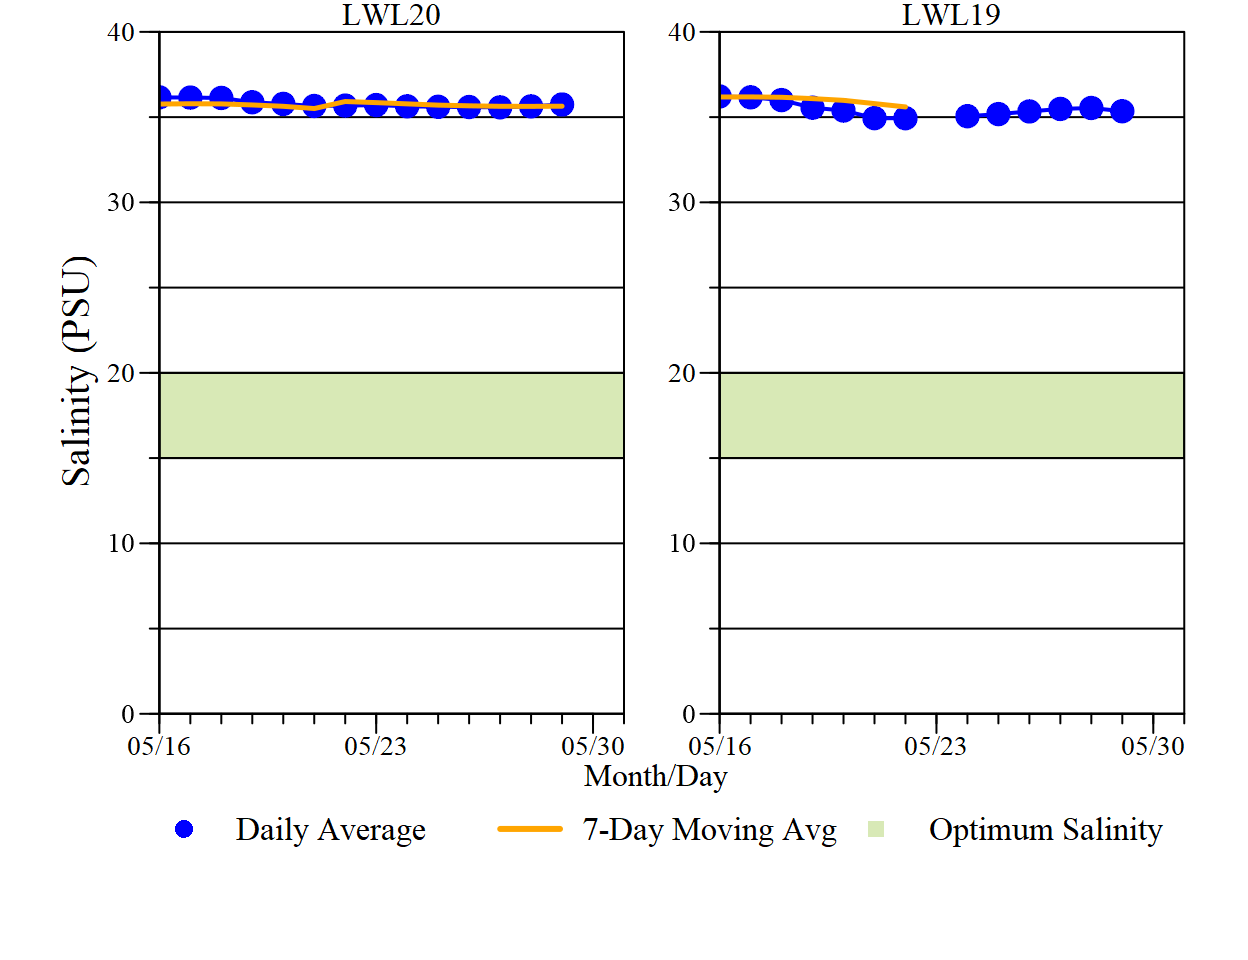 LWL20
LWL19
40
30
20
10
0
40
30
20
10
0
Salinity (PSU)
05/16
05/23
05/30
05/16
05/23
05/30
Month/Day
Daily Average
7-Day Moving Avg
Optimum Salinity